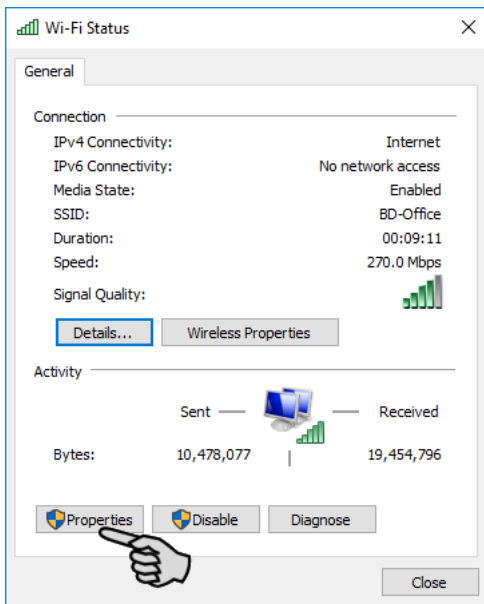 Wi-Fi Status
General
Connection
IPv4 Connectivity: Internet
IPv6 Connectivity: No network access
Media State: Enabled
SSID: BD-Office
Duration: 00:09:11
Speed: 270.0 Mbps
Signal Quality:
Details... Wireless Properties
Activity
Sent Received
Bytes: 10,478,077 19,454,796
Properties Disable Diagnose
Close